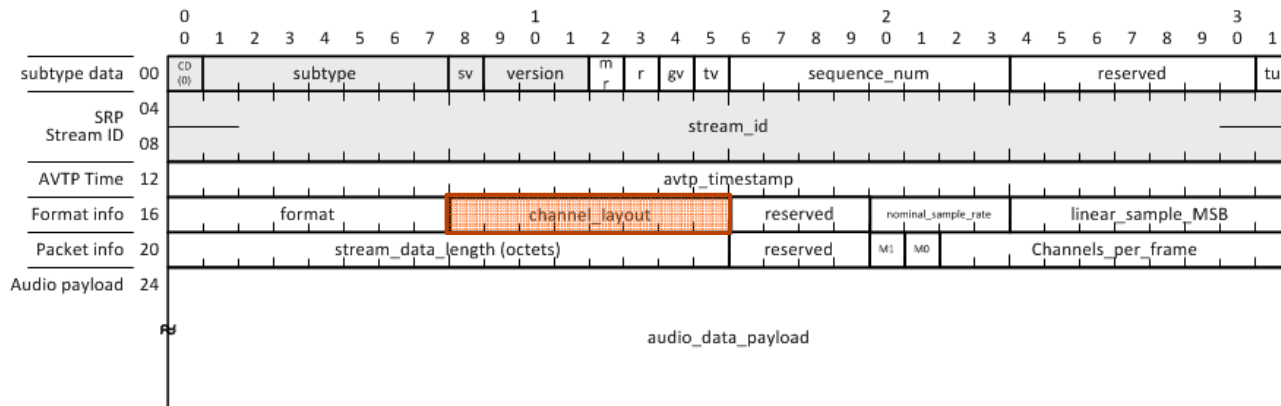 0 1 2 3
0 1 2 3 4 5 6 7 8 9 0 1 2 3 4 5 6 7 8 9 0 1 2 3 4 5 6 7 8 9 0 1
subtype data 00 CD (0) subtype sv version m r r gv tv sequence_num reserved tu
SRP Stream ID 04 08 stream_id
AVTP Time 12 avtp_timestamp
Format info 16 format channel_layout reserved nominal_sample_rate linear_sample_MSB
Packet info 20 stream_data_length (octets) reserved M1 M0 Channels_per_frame
Audio payload 24
audio_data_payload